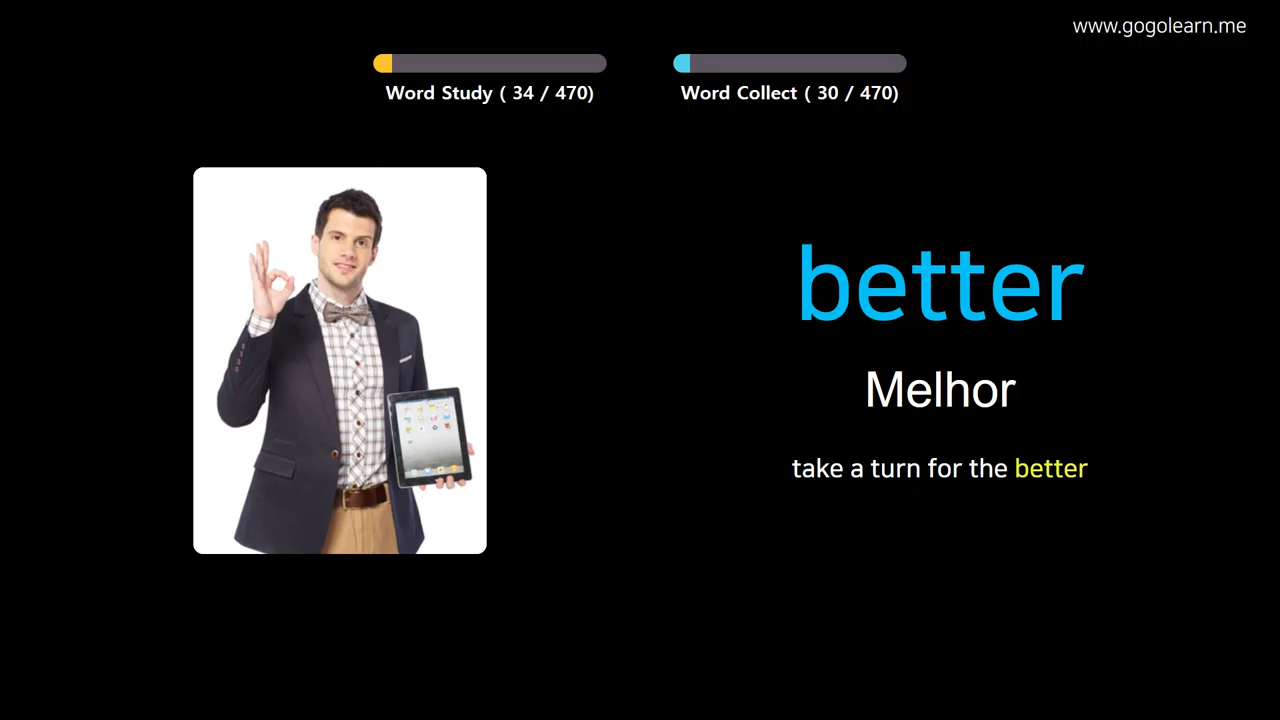 www.gogolearn.me
Word Study ( 34 / 470)
Word Collect ( 30 / 470)
better
Melhor
take a turn for the better